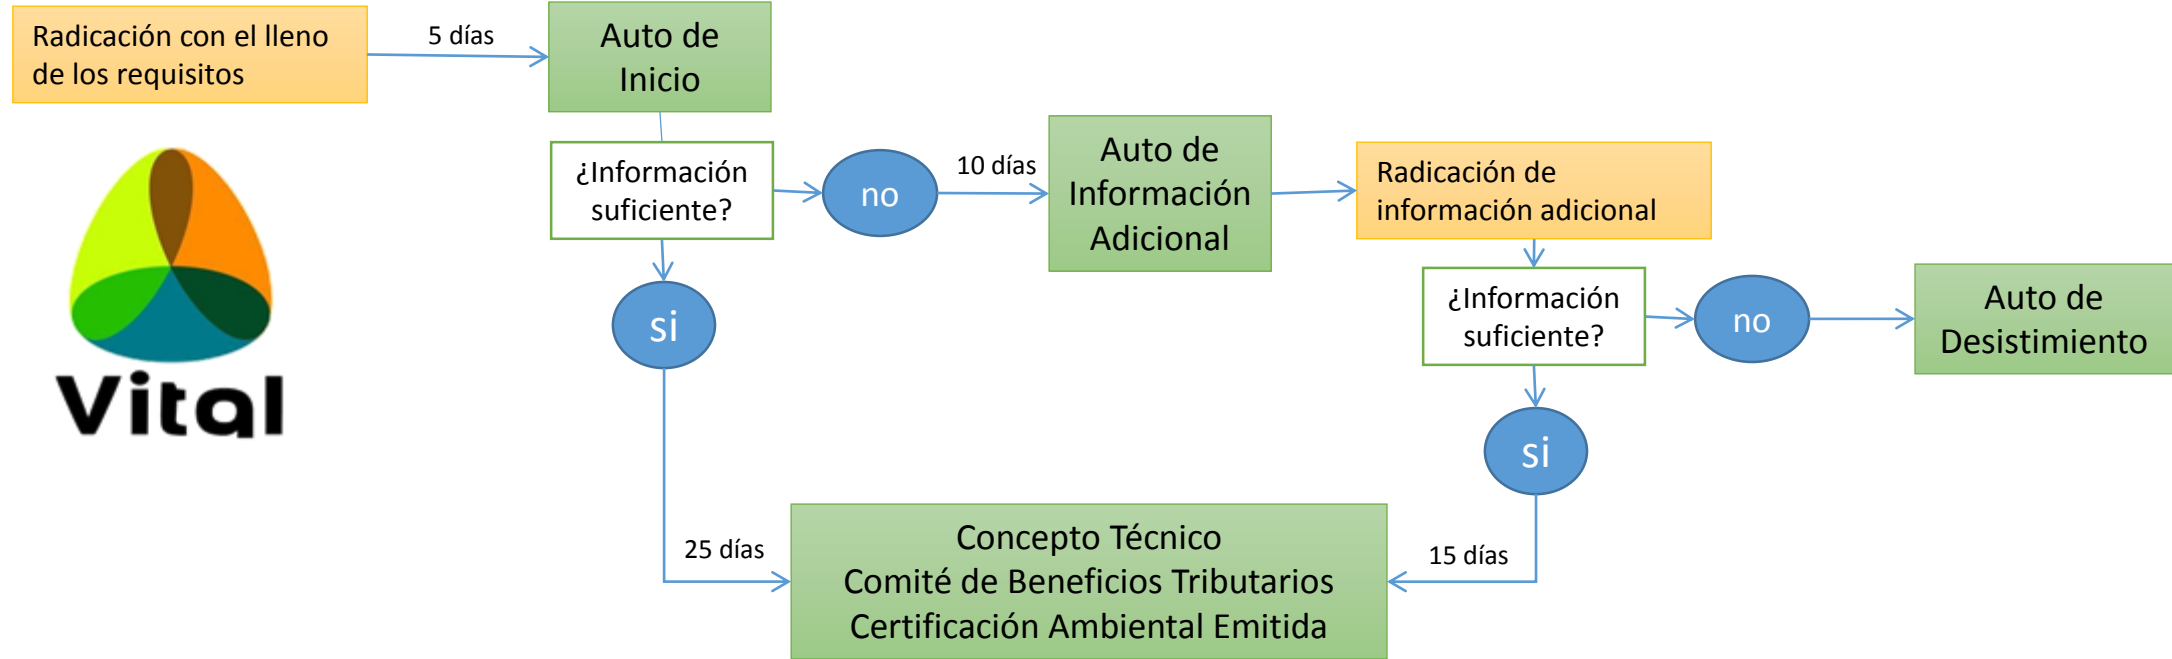 Radicación con el lleno
de los requisitos
5 días
Auto de
Inicio
¿Información
suficiente?
no
10 días
Auto de
Información
Adicional
Radicación de
información adicional
¿Información
suficiente?
no
Auto de
Desistimiento
si
si
Vital
25 días
Concepto Técnico
Comité de Beneficios Tributarios
Certificación Ambiental Emitida
15 días